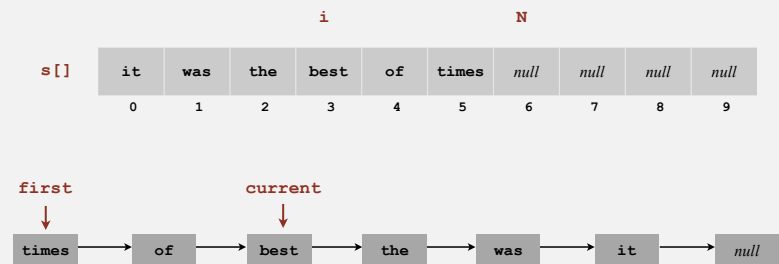 i N
s[] it was the best of times null null null null
0 1 2 3 4 5 6 7 8 9
first current
times of best the was it null